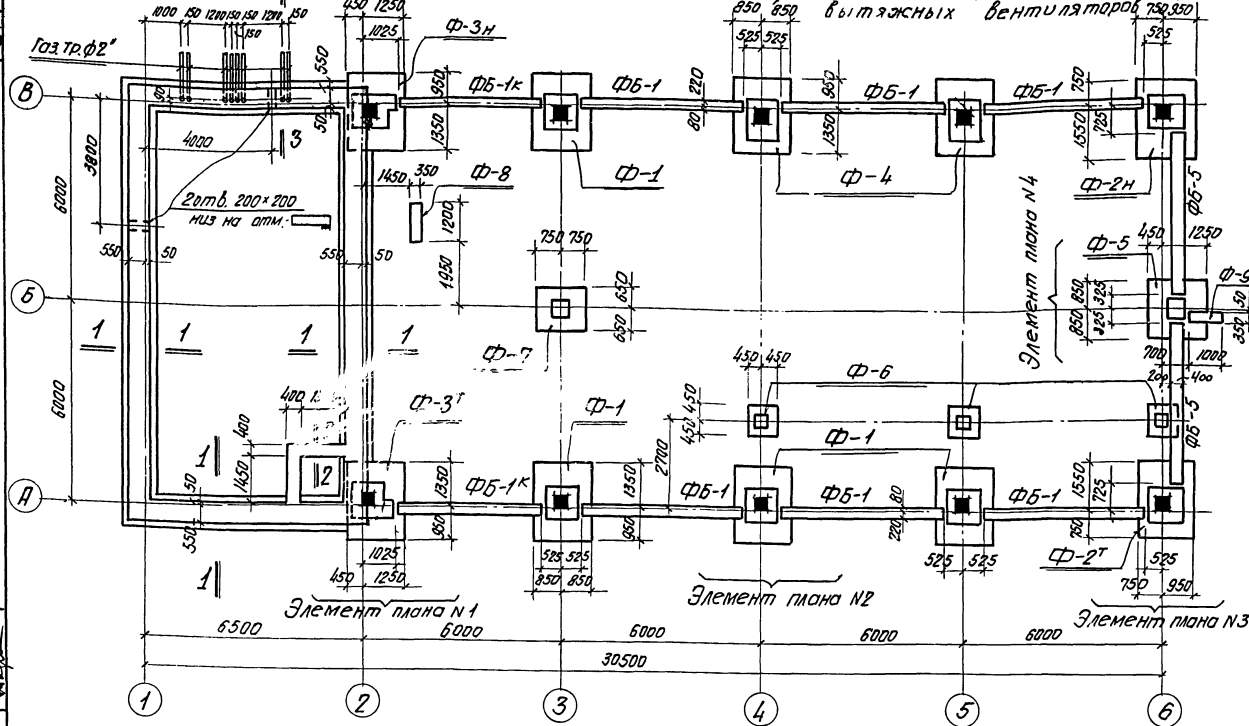 вытяжных вентиляторов
1000 150 1200 150 150 1200 150
150
450 1250
1025
Ф-3н
850 850
525 525
750 950
525
Газ.тр.ф2"
В
90
550
50
950
1350
ФБ-1к
ФБ-1
220
80
950
1350
ФБ-1
ФБ-1
750
1550
725
4000
3
3800
6000
1450 350
Ф-8
1200
1950
Ф-1
Ф-4
Ф-2н
ФБ-5
2отв. 200×200
низ на отм.
550 50
550 50
750 750
Элемент плана N4
450 1250
Ф-5
Ф-9
Б
650
650
850
325
325
850
50
350
1 1 1 1
Ф-7
700 1000
200 400
6000
400
400
1450
Ф-3т
Ф-1
450 450
450
450
Ф-6
2700
Ф-1
ФБ-5
1
2
А
50
550
1350
950
ФБ-1к
1350
950
ФБ-1
ФБ-1
80
220
ФБ-1
1550
725
750
1025
450 1250
525 525
850 850
525 525
Ф-2т
525
750 950
1
Элемент плана N1
Элемент плана N2
Элемент плана N3
6500 6000 6000 6000 6000
30500
1 2 3 4 5 6